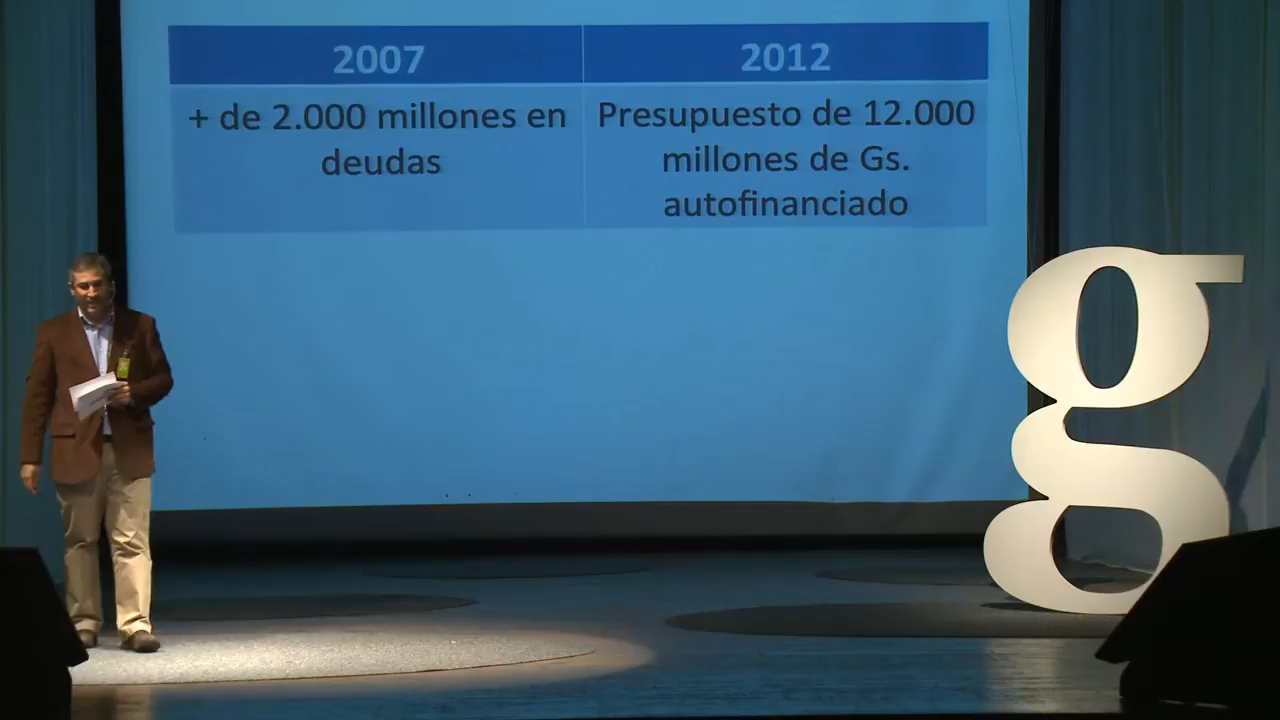 2007
2012
+ de 2.000 millones en
deudas
Presupuesto de 12.000
millones de Gs.
autofinanciado
g